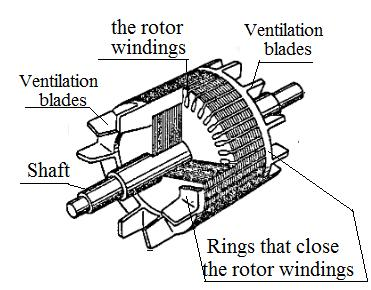 the rotor
windings
Ventilation
blades
Ventilation
blades
Shaft
Rings that close
the rotor windings